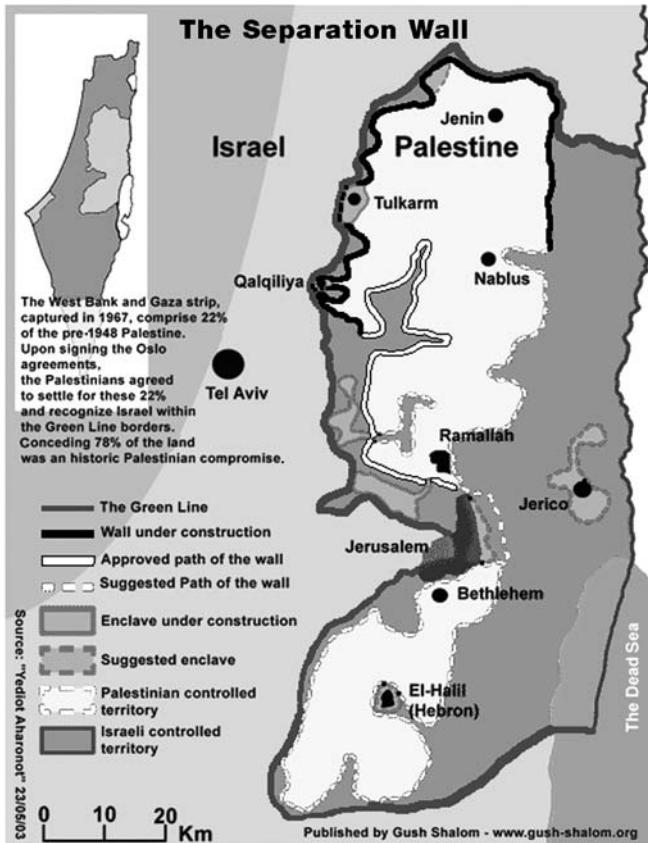 The Separation Wall
Jenin
Israel
Palestine
Tulkarm
Qalqiliya
Nablus
The West Bank and Gaza strip,
captured in 1967, comprise 22%
of the pre-1948 Palestine.
Upon signing the Oslo
agreements,
the Palestinians agreed
to settle for these 22%
and recognize Israel within
the Green Line borders.
Conceding 78% of the land
was an historic Palestinian compromise.
Tel Aviv
Ramallah
Jerico
Jerusalem
Bethlehem
El-Halil
(Hebron)
The Dead Sea
The Green Line
Wall under construction
Approved path of the wall
Suggested Path of the wall
Enclave under construction
Suggested enclave
Palestinian controlled
territory
Israeli controlled
territory
Source: "Yediot Aharonot" 23/05/03
0 10 20
Km
Published by Gush Shalom - www.gush-shalom.org